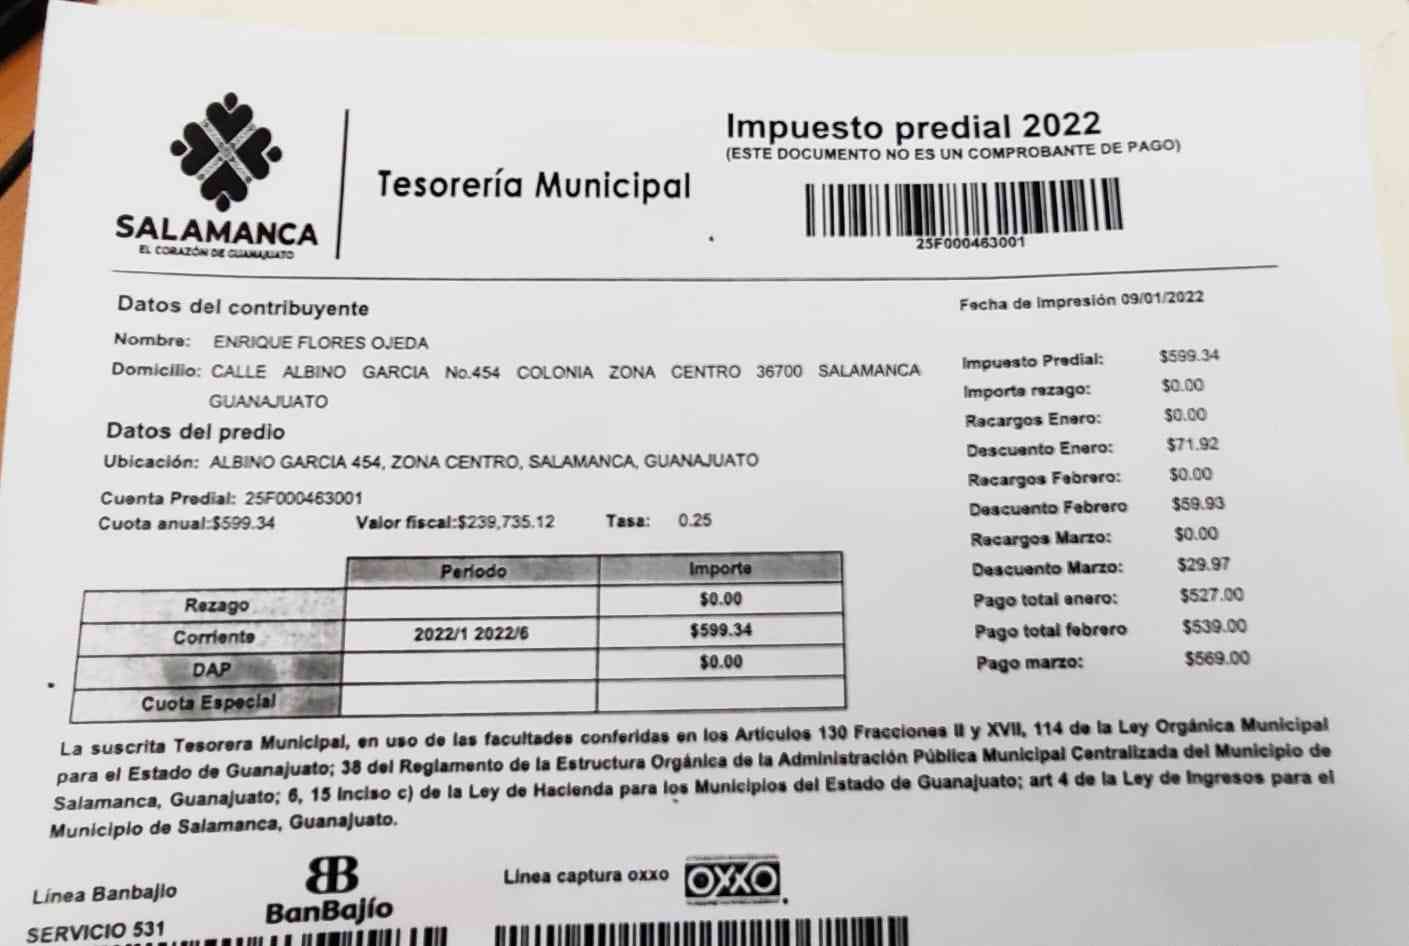 SALAMANCA
EL CORAZÓN DE GUANAJUATO
Tesorería Municipal
Impuesto predial 2022
(ESTE DOCUMENTO NO ES UN COMPROBANTE DE PAGO)
25F000463001
Datos del contribuyente
Nombre: ENRIQUE FLORES OJEDA
Domicilio: CALLE ALBINO GARCIA No.454 COLONIA ZONA CENTRO 36700 SALAMANCA
GUANAJUATO
Datos del predio
Ubicación: ALBINO GARCIA 454, ZONA CENTRO, SALAMANCA, GUANAJUATO
Cuenta Predial: 25F000463001
Cuota anual:$599.34 Valor fiscal:$239,735.12 Tasa: 0.25
Fecha de Impresión 09/01/2022
Impuesto Predial: $599.34
Importe rezago: $0.00
Recargos Enero: $0.00
Descuento Enero: $71.92
Recargos Febrero: $0.00
Descuento Febrero $59.93
Recargos Marzo: $0.00
Descuento Marzo: $29.97
Pago total enero: $527.00
Pago total febrero $539.00
Pago marzo: $569.00
Periodo Importe
Rezago $0.00
Corriente 2022/1 2022/6 $599.34
DAP $0.00
Cuota Especial
La suscrita Tesorera Municipal, en uso de las facultades conferidas en los Artículos 130 Fracciones II y XVII, 114 de la Ley Orgánica Municipal
para el Estado de Guanajuato; 38 del Reglamento de la Estructura Orgánica de la Administración Pública Municipal Centralizada del Municipio de
Salamanca, Guanajuato; 6, 15 Inciso c) de la Ley de Hacienda para los Municipios del Estado de Guanajuato; art 4 de la Ley de Ingresos para el
Municipio de Salamanca, Guanajuato.
Línea Banbajío
BanBajío
SERVICIO 531
Línea captura oxxo
OXXO